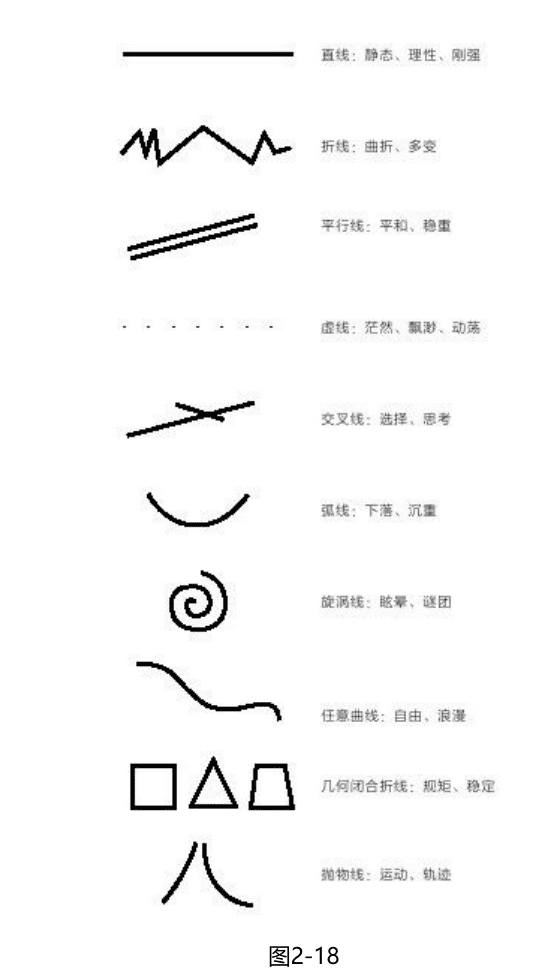 直线：静态、理性、刚强
折线：曲折、多变
平行线：平和、稳重
虚线：茫然、飘渺、动荡
交叉线：选择、思考
弧线：下落、沉重
旋涡线：眩晕、谜团
任意曲线：自由、浪漫
几何闭合折线：规矩、稳定
抛物线：运动、轨迹
图2-18